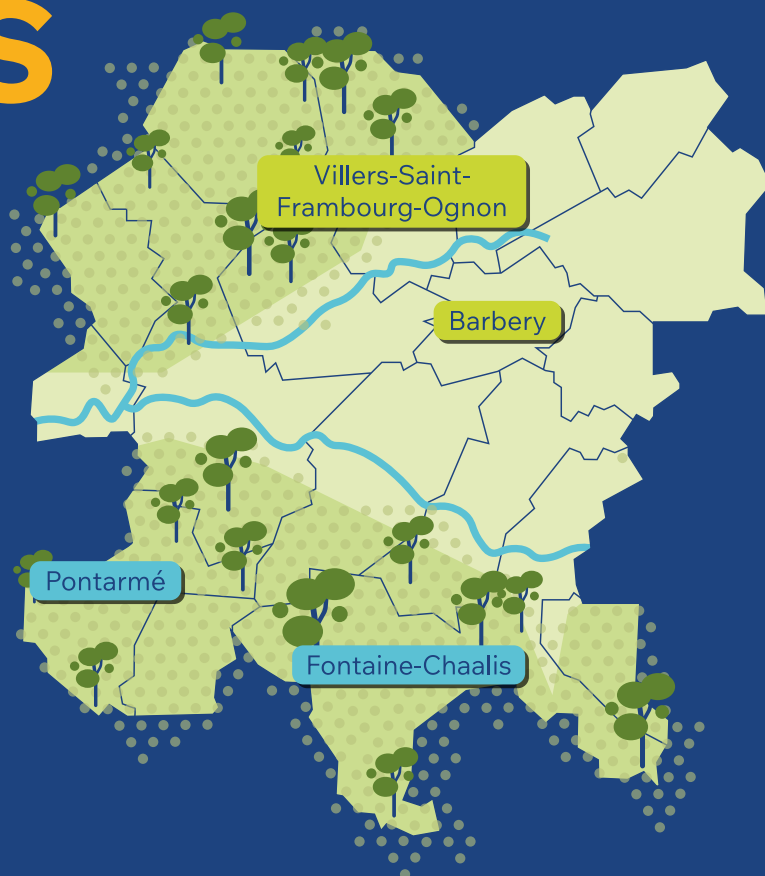 s
Villers-Saint-
Frambourg-Ognon
Barbery
Pontarmé
Fontaine-Chaalis